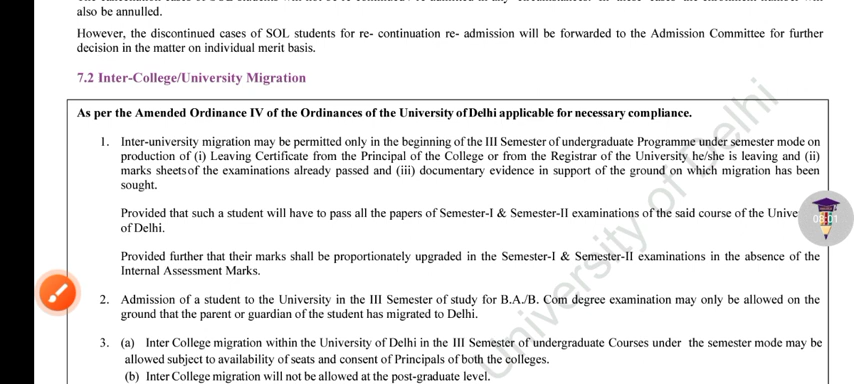 also be annulled.
However, the discontinued cases of SOL students for re- continuation re- admission will be forwarded to the Admission Committee for further
decision in the matter on individual merit basis.
7.2 Inter-College/University Migration
As per the Amended Ordinance IV of the Ordinances of the University of Delhi applicable for necessary compliance.
1. Inter-university migration may be permitted only in the beginning of the III Semester of undergraduate Programme under semester mode on
production of (i) Leaving Certificate from the Principal of the College or from the Registrar of the University he/she is leaving and (ii)
marks sheets of the examinations already passed and (iii) documentary evidence in support of the ground on which migration has been
sought.
Provided that such a student will have to pass all the papers of Semester-I & Semester-II examinations of the said course of the Unive
of Delhi.
Provided further that their marks shall be proportionately upgraded in the Semester-I & Semester-II examinations in the absence of the
Internal Assessment Marks.
2. Admission of a student to the University in the III Semester of study for B.A./B. Com degree examination may only be allowed on the
ground that the parent or guardian of the student has migrated to Delhi.
3. (a) Inter College migration within the University of Delhi in the III Semester of undergraduate Courses under the semester mode may be
allowed subject to availability of seats and consent of Principals of both the colleges.
(b) Inter College migration will not be allowed at the post-graduate level.
University of Delhi